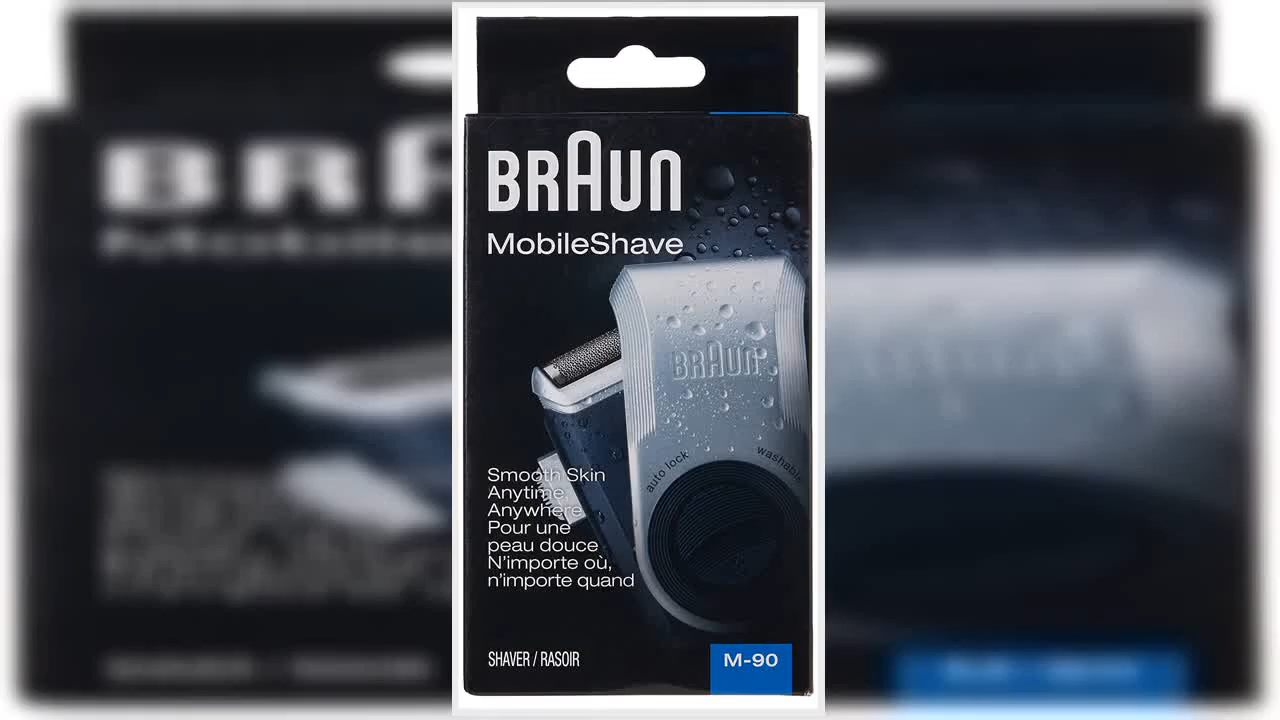 BRAUN
MobileShave
BRAUN
auto lock
washable
Smooth Skin
Anytime,
Anywhere
Pour une
peau douce
N'importe où,
n'importe quand
SHAVER / RASOIR
M-90